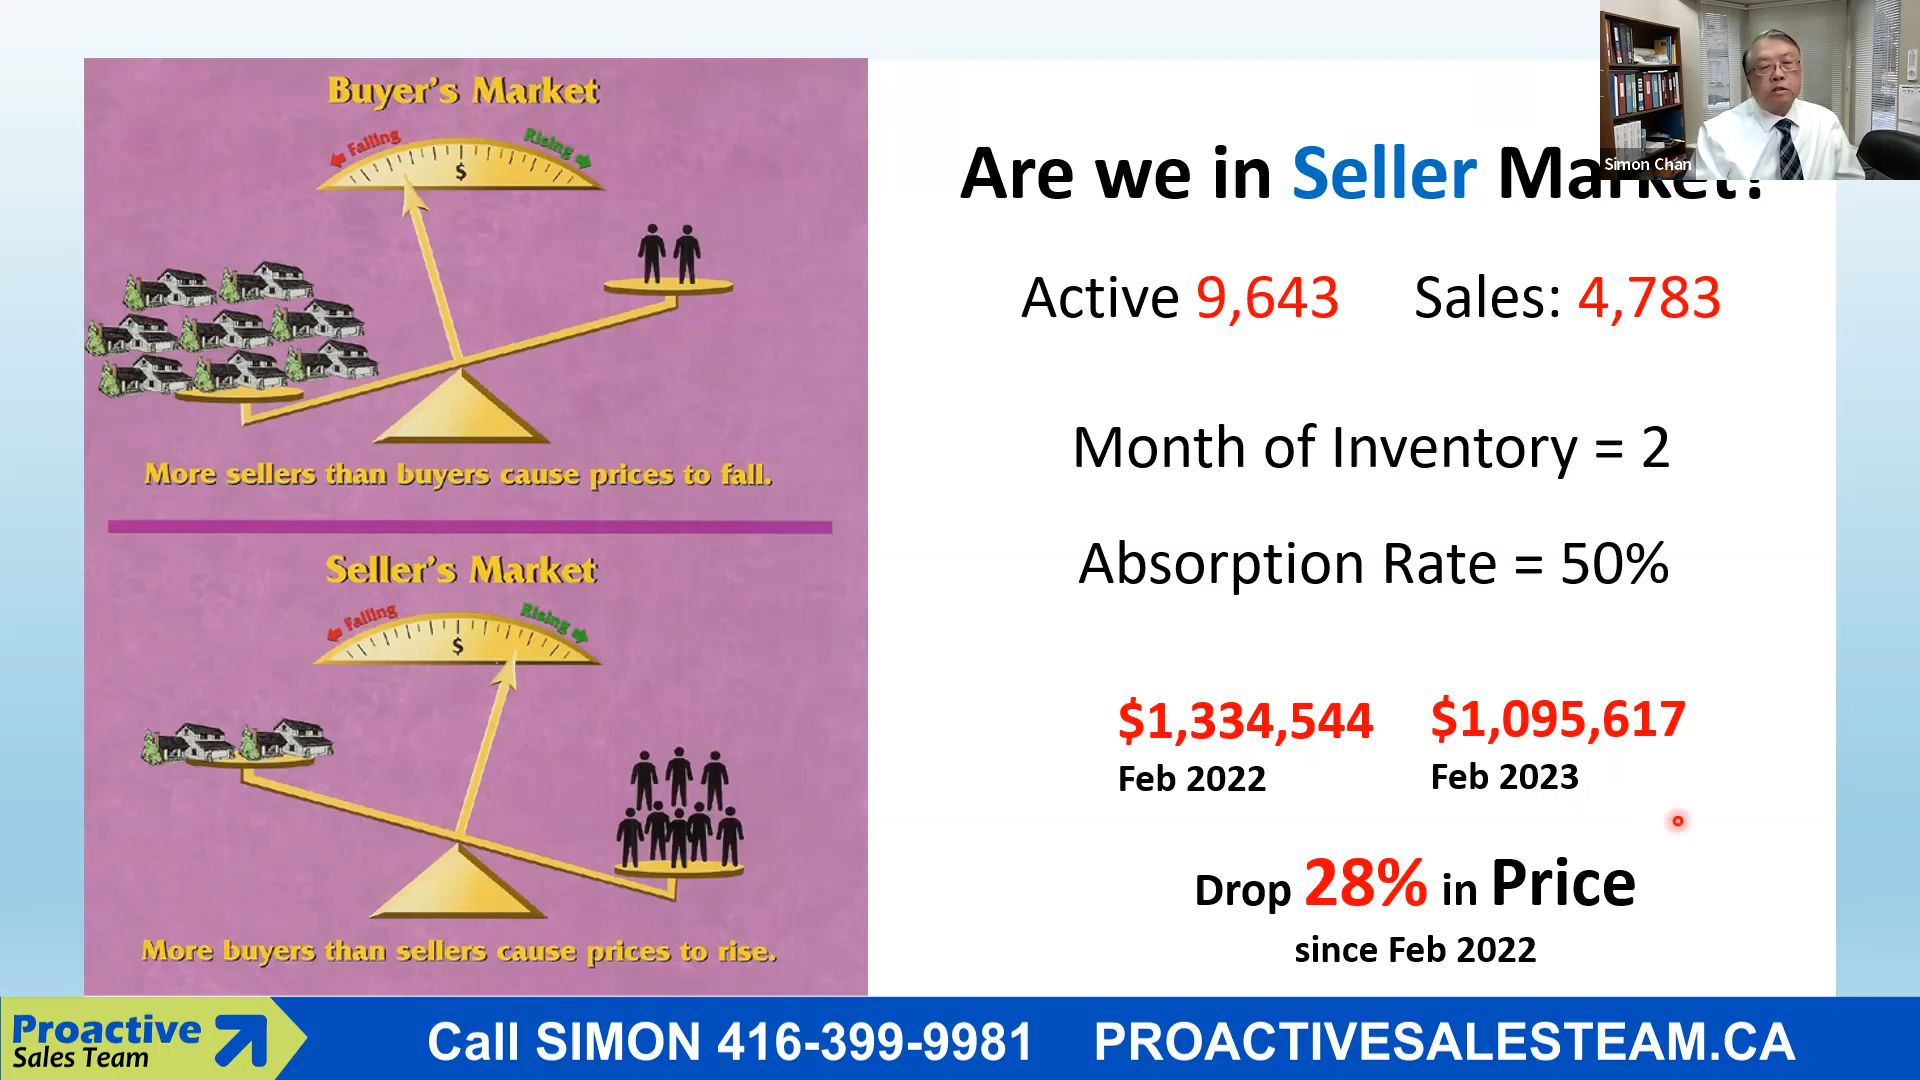 Buyer's Market
Falling
Rising
$
More sellers than buyers cause prices to fall.
Seller's Market
Falling
Rising
$
More buyers than sellers cause prices to rise.
Are we in Seller Market?
Simon Chan
Active 9,643 Sales: 4,783
Month of Inventory = 2
Absorption Rate = 50%
$1,334,544 $1,095,617
Feb 2022 Feb 2023
Drop 28% in Price
since Feb 2022
Proactive
Sales Team
Call SIMON 416-399-9981 PROACTIVESALESTEAM.CA